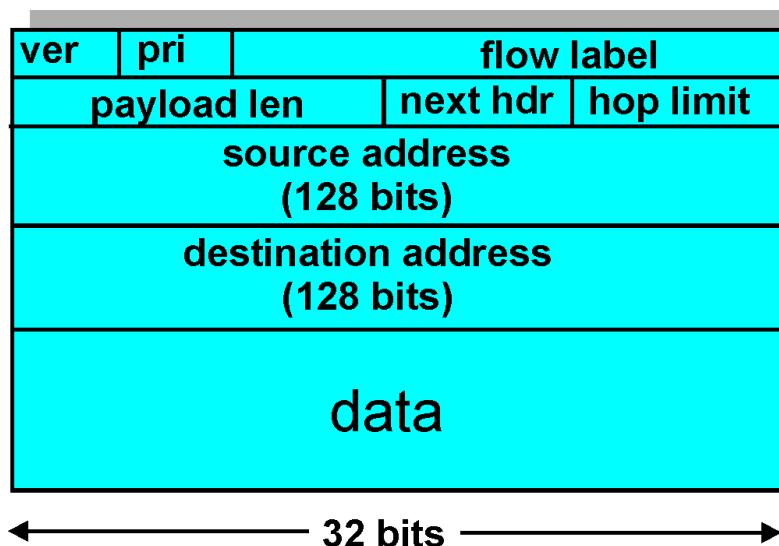 ver pri flow label
payload len next hdr hop limit
source address
(128 bits)
destination address
(128 bits)
data
32 bits